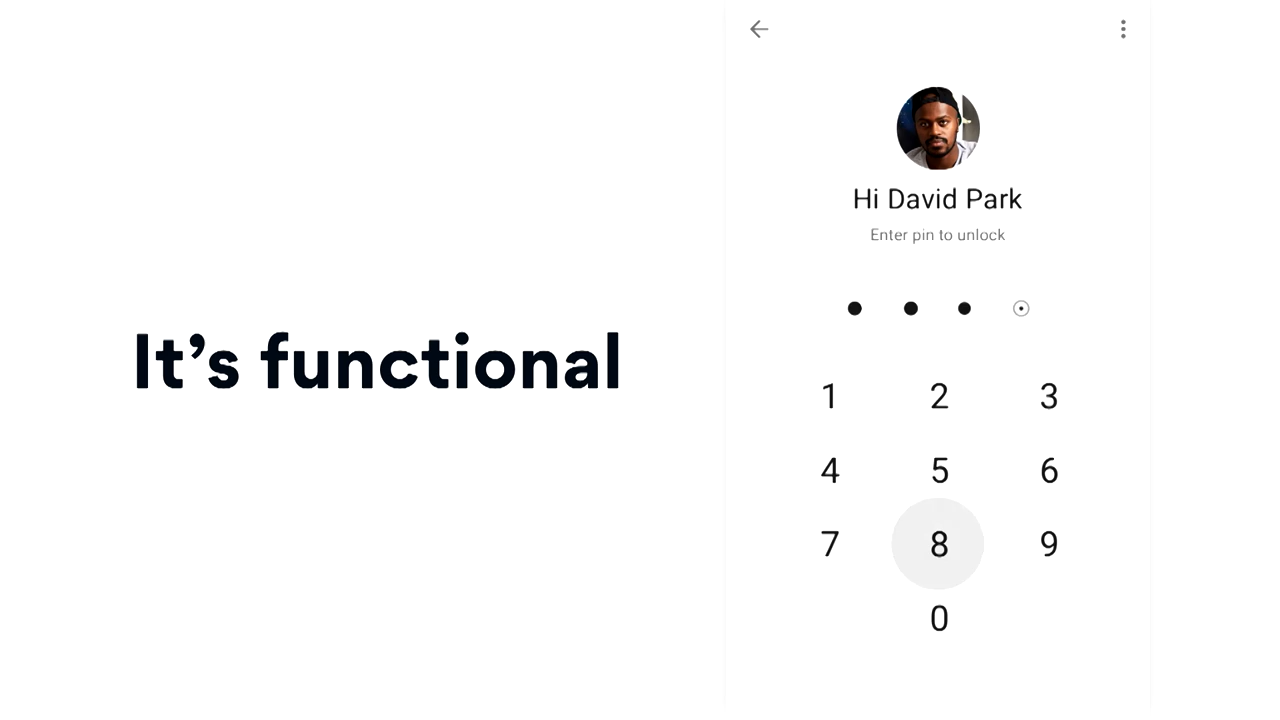 It's functional
Hi David Park
Enter pin to unlock
1 2 3
4 5 6
7 8 9
0